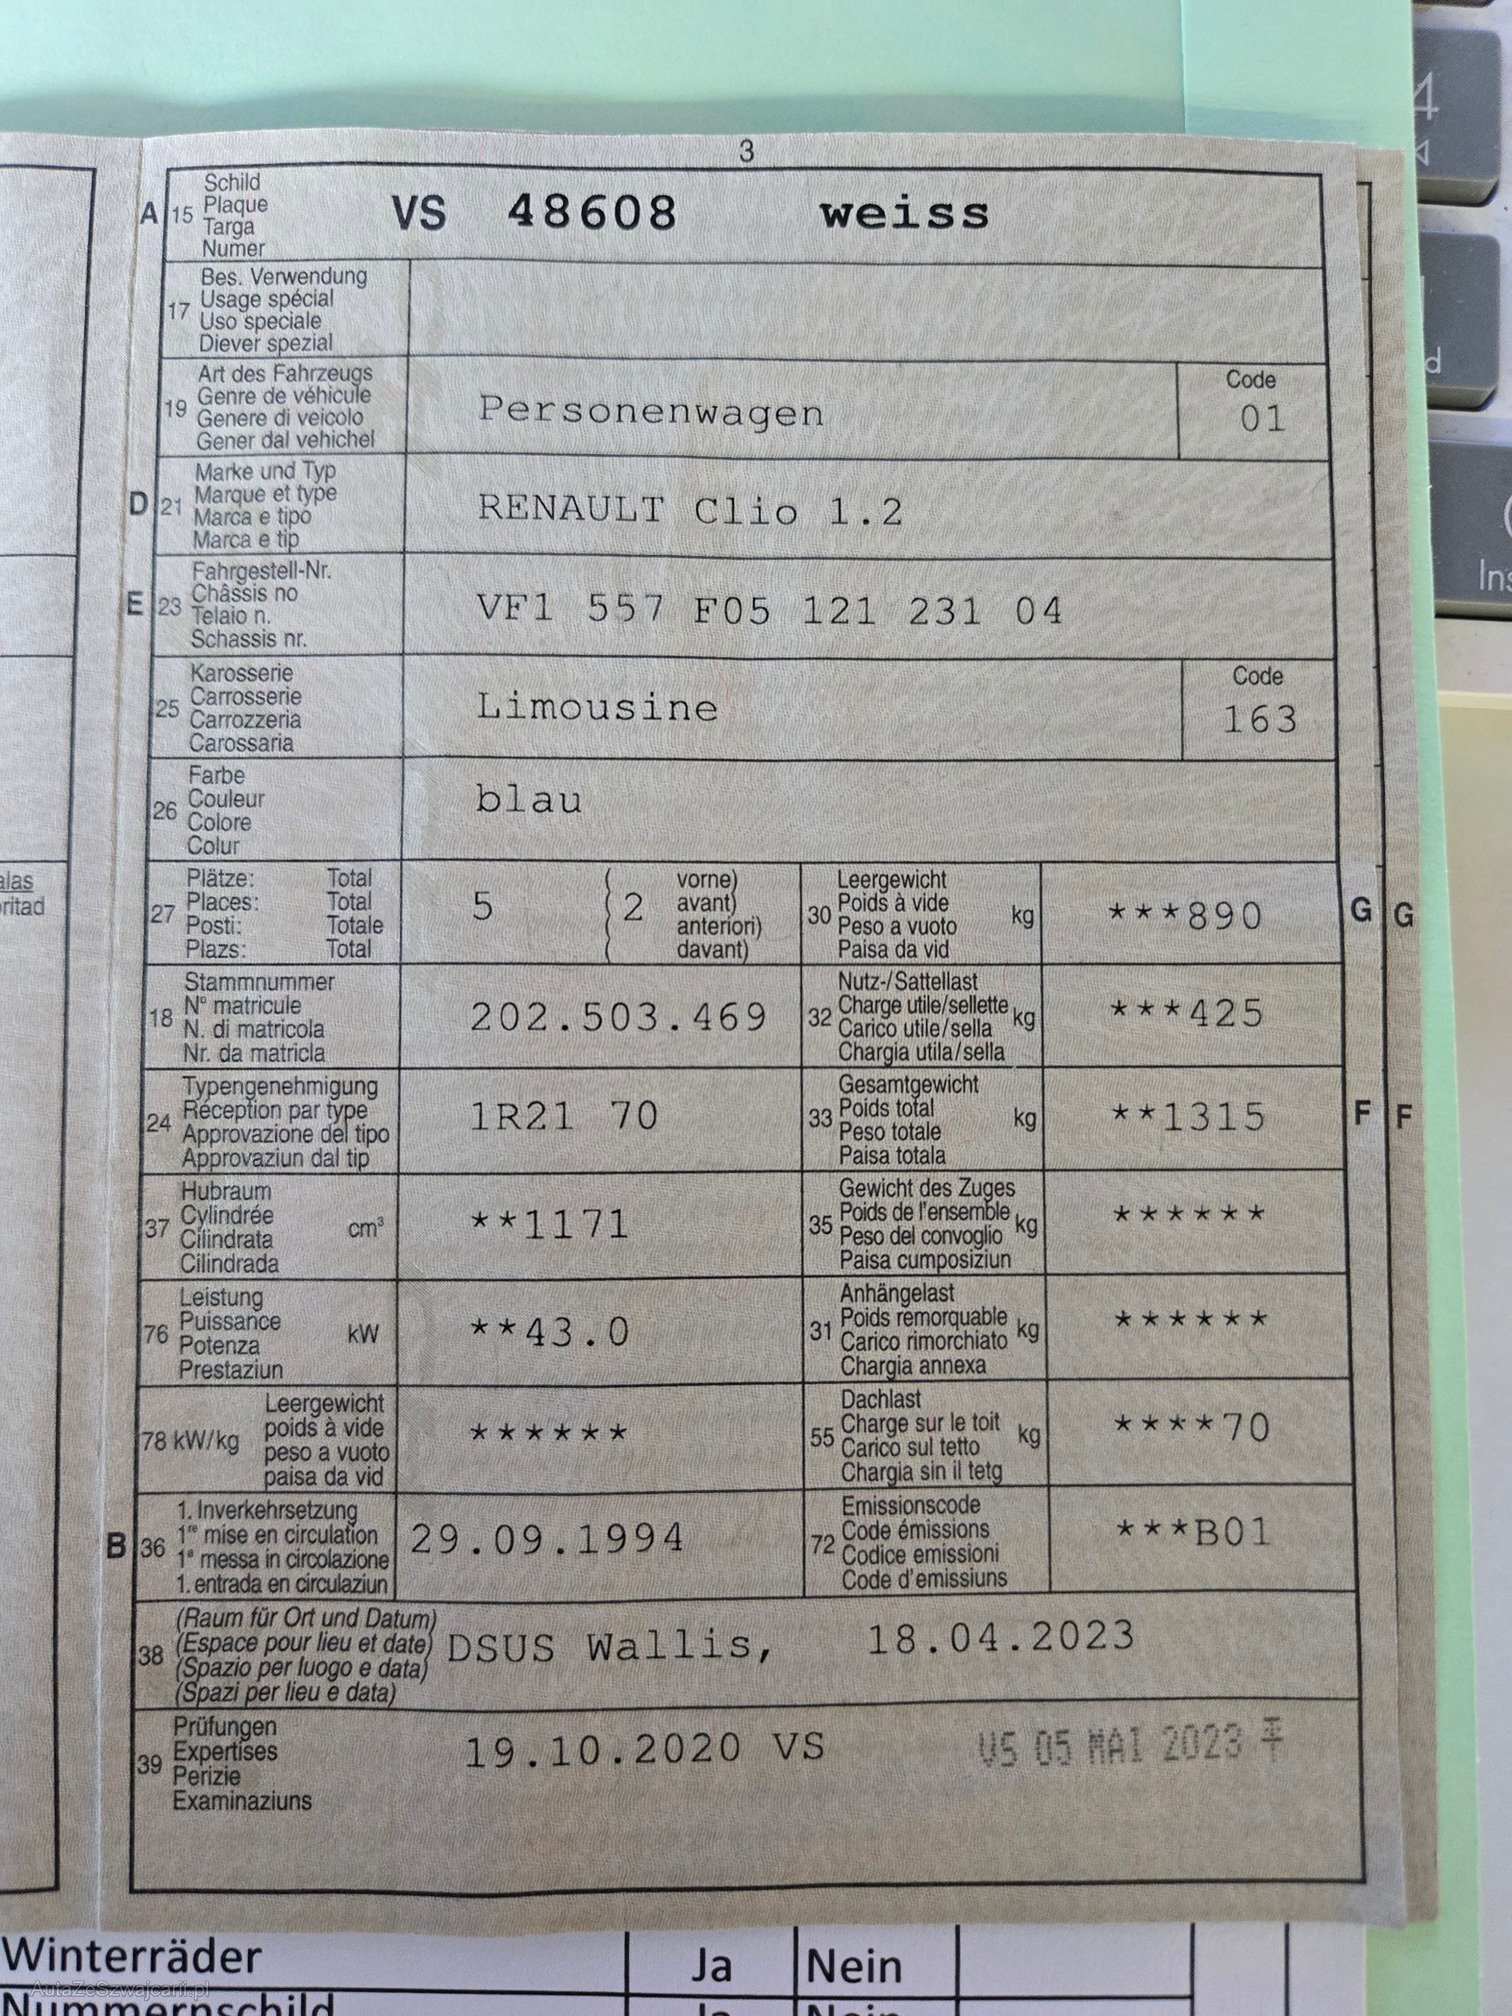 3
A 15 Schild
Plaque
Targa
Numer
VS 48608 weiss
17 Bes. Verwendung
Usage spécial
Uso speciale
Diever spezial
19 Art des Fahrzeugs
Genre de véhicule
Genere di veicolo
Gener dal vehichel
Personenwagen
Code
01
D 21 Marke und Typ
Marque et type
Marca e tipo
Marca e tip
RENAULT Clio 1.2
E 23 Fahrgestell-Nr.
Châssis no
Telaio n.
Schassis nr.
VF1 557 F05 121 231 04
25 Karosserie
Carrosserie
Carrozzeria
Carossaria
Limousine
Code
163
26 Farbe
Couleur
Colore
Colur
blau
27 Plätze: Total
Places: Total
Posti: Totale
Plazs: Total
5 (2 vorne)
avant)
anteriori)
davant)
30 Leergewicht
Poids à vide
Peso a vuoto
Paisa da vid
kg
***890
G G
18 Stammnummer
N° matricule
N. di matricola
Nr. da matricla
202.503.469
32 Nutz-/Sattellast
Charge utile/sellette
Carico utile/sella
Chargia utila/sella
kg
***425
24 Typengenehmigung
Réception par type
Approvazione del tipo
Approvaziun dal tip
1R21 70
33 Gesamtgewicht
Poids total
Peso totale
Paisa totala
kg
**1315
F F
37 Hubraum
Cylindrée
Cilindrata
Cilindrada
cm³
**1171
35 Gewicht des Zuges
Poids de l'ensemble
Peso del convoglio
Paisa cumposiziun
kg
******
76 Leistung
Puissance
Potenza
Prestaziun
kW
**43.0
31 Anhängelast
Poids remorquable
Carico rimorchiato
Chargia annexa
kg
******
78 kW/kg Leergewicht
poids à vide
peso a vuoto
paisa da vid
******
55 Dachlast
Charge sur le toit
Carico sul tetto
Chargia sin il tetg
kg
****70
B 36 1. Inverkehrsetzung
1re mise en circulation
1a messa in circolazione
1. entrada en circulaziun
29.09.1994
72 Emissionscode
Code émissions
Codice emissioni
Code d'emissiuns
***B01
38 (Raum für Ort und Datum)
(Espace pour lieu et date)
(Spazio per luogo e data)
(Spazi per lieu e data)
DSUS Wallis, 18.04.2023
39 Prüfungen
Expertises
Perizie
Examinaziuns
19.10.2020 VS
VS 05 MAI 2023
alas
oritad
4
d
Ins
Winterräder Ja Nein
AutaZeSzwajcarii.pl
Nummernschild Ja Nein